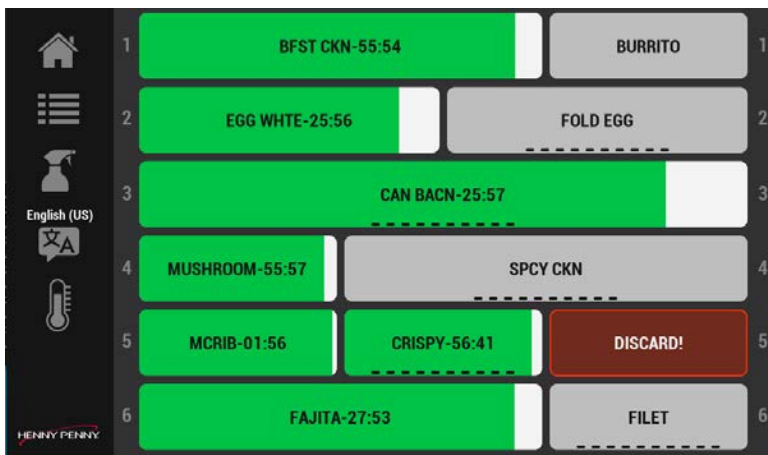 1 BFST CKN-55:54 BURRITO 1
2 EGG WHTE-25:56 FOLD EGG 2
3 CAN BACN-25:57 3
English (US)
文A
4 MUSHROOM-55:57 SPCY CKN 4
5 MCRIB-01:56 CRISPY-56:41 DISCARD! 5
6 FAJITA-27:53 FILET 6
HENNY PENNY